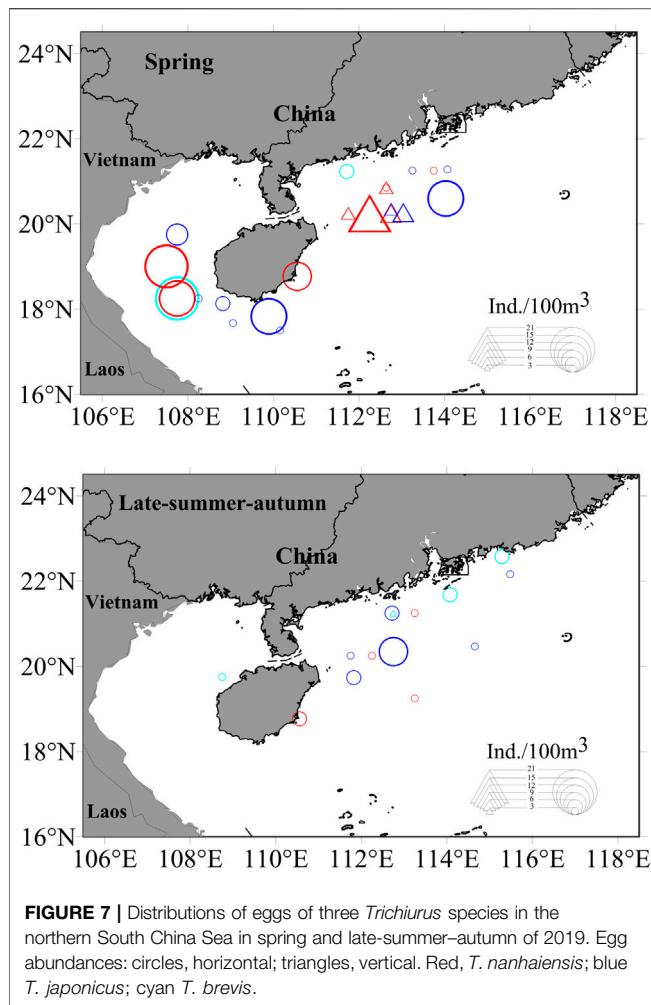 24°N
Spring
China
22°N
Vietnam
20°N
18°N
Ind./100m³
21
15
12
9
6
3
Laos
16°N
106°E 108°E 110°E 112°E 114°E 116°E 118°E
24°N
Late-summer-autumn
China
22°N
Vietnam
20°N
18°N
Ind./100m³
21
15
12
9
6
3
Laos
16°N
106°E 108°E 110°E 112°E 114°E 116°E 118°E
FIGURE 7 | Distributions of eggs of three Trichiurus species in the
northern South China Sea in spring and late-summer–autumn of 2019. Egg
abundances: circles, horizontal; triangles, vertical. Red, T. nanhaiensis; blue
T. japonicus; cyan T. brevis.